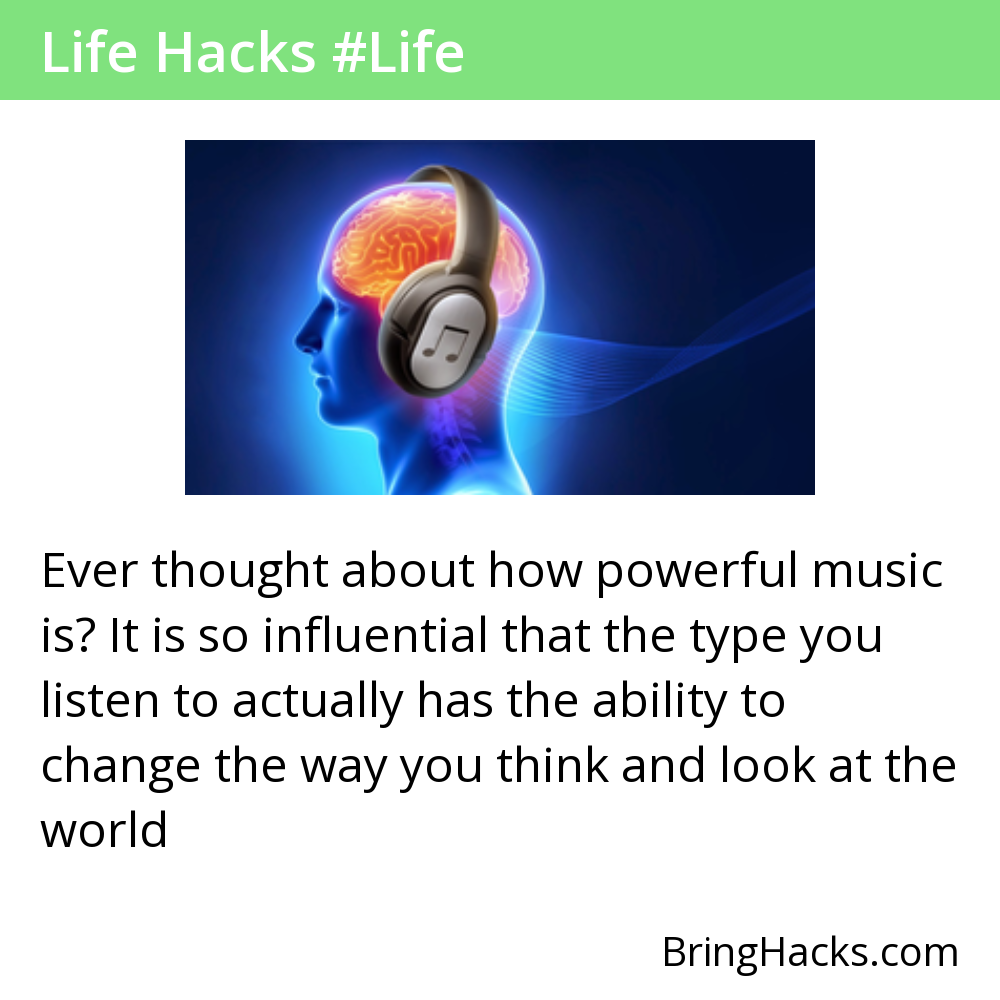 Life Hacks #Life
Ever thought about how powerful music
is? It is so influential that the type you
listen to actually has the ability to
change the way you think and look at the
world
BringHacks.com